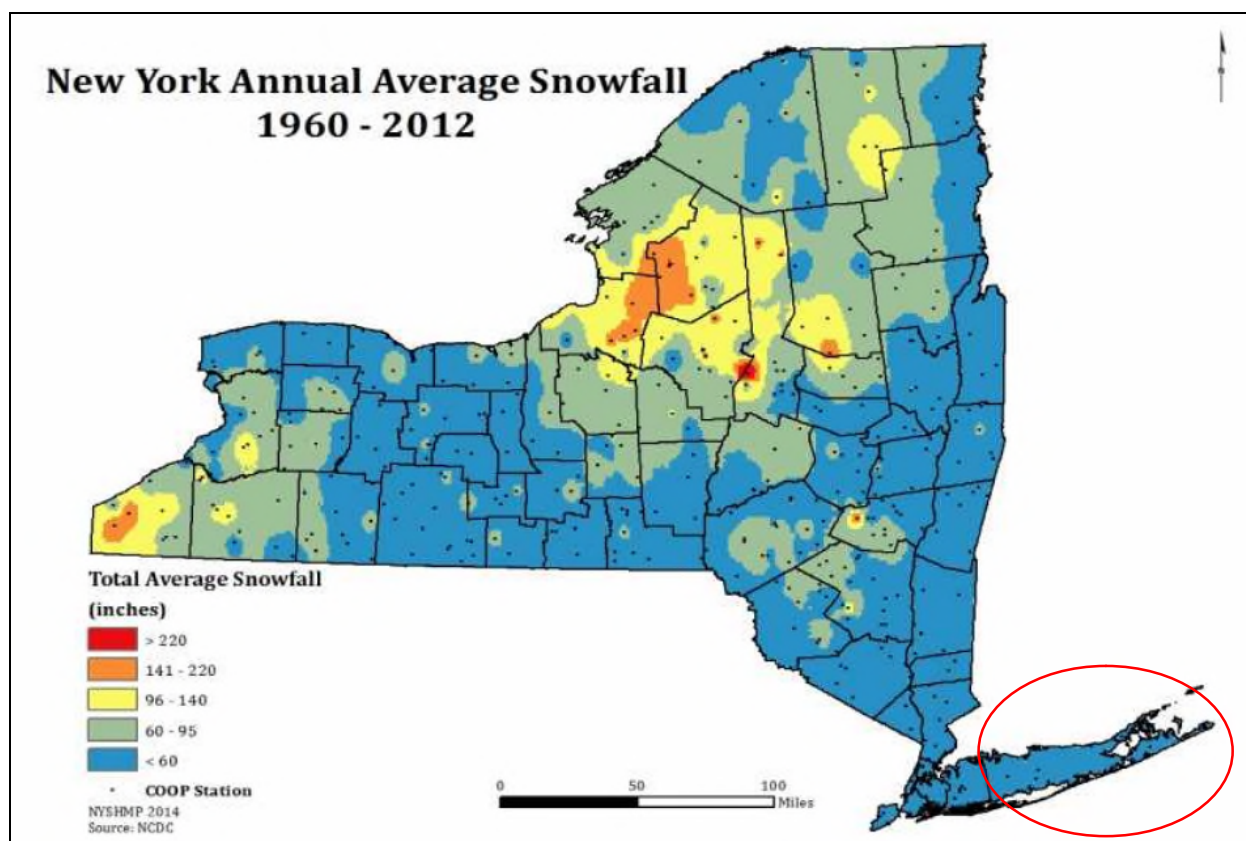 New York Annual Average Snowfall
1960 - 2012
Total Average Snowfall
(inches)
> 220
141 - 220
96 - 140
60 - 95
< 60
COOP Station
NYSHMP 2014
Source: NCDC
0 50 100
Miles